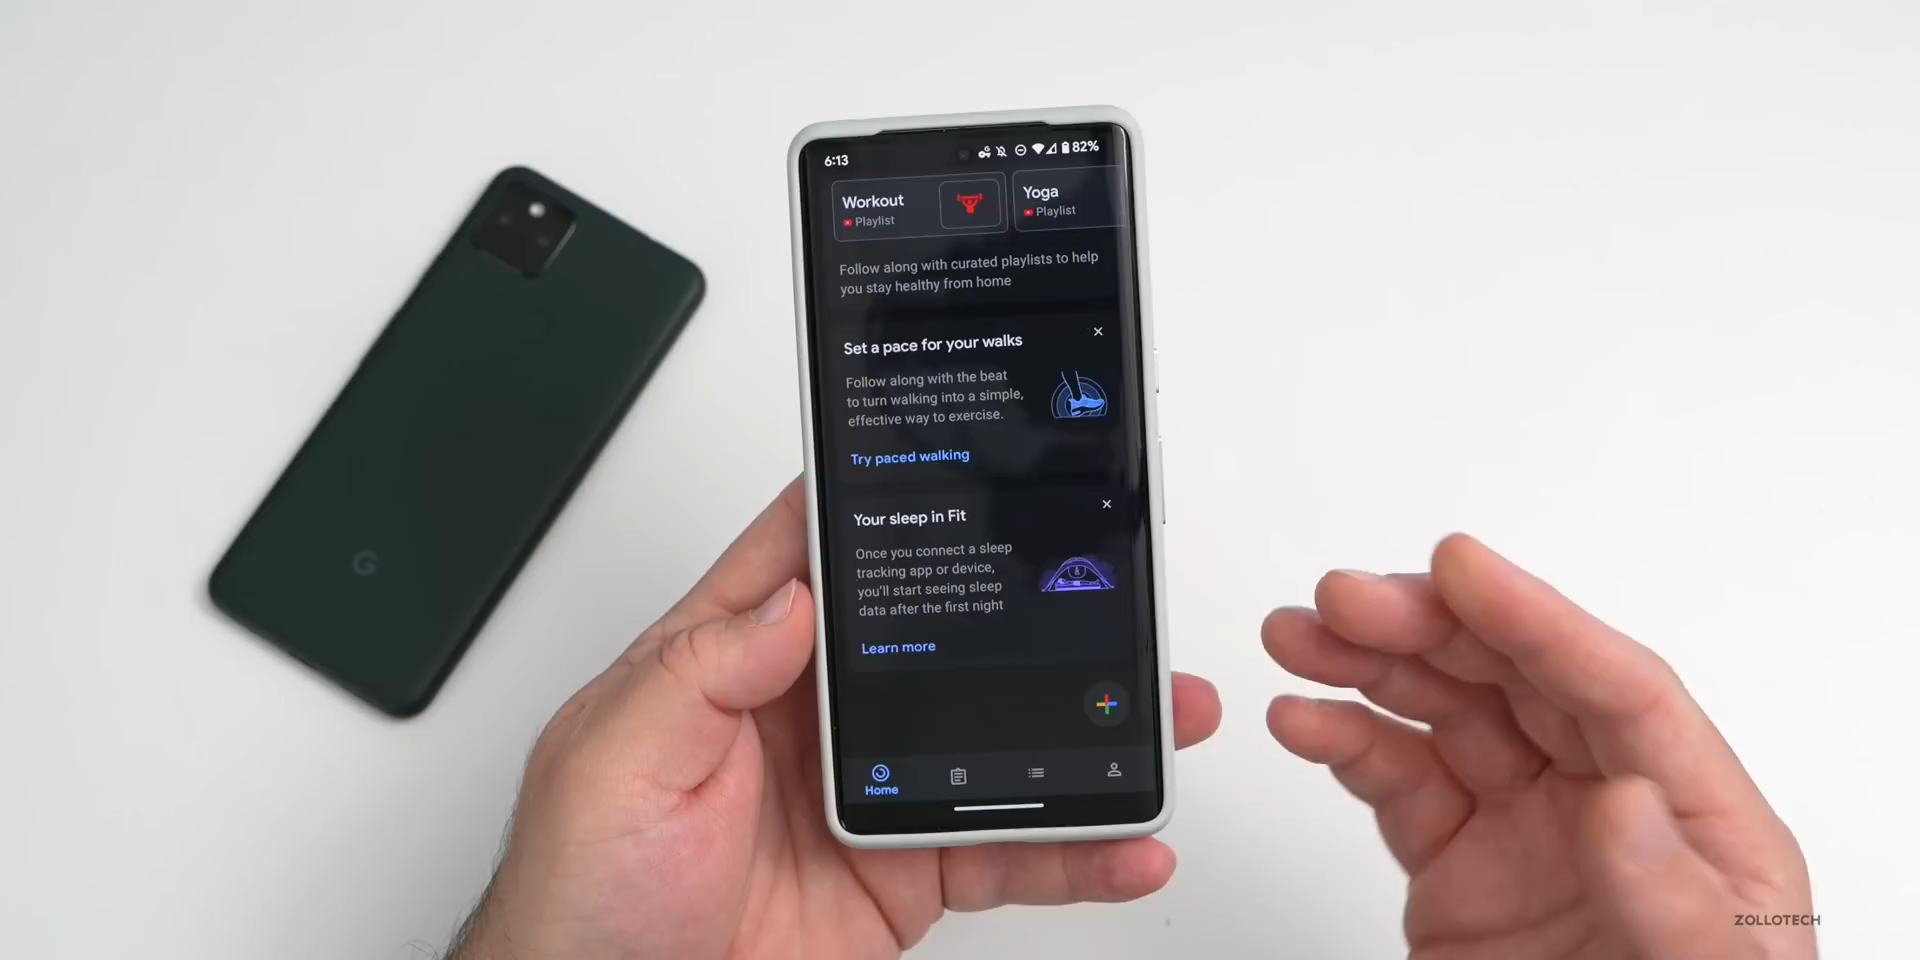 6:13
82%
Workout
Playlist
Yoga
Playlist
Follow along with curated playlists to help
you stay healthy from home
Set a pace for your walks
Follow along with the beat
to turn walking into a simple,
effective way to exercise.
Try paced walking
Your sleep in Fit
Once you connect a sleep
tracking app or device,
you'll start seeing sleep
data after the first night
Learn more
Home
G
ZOLLOTECH